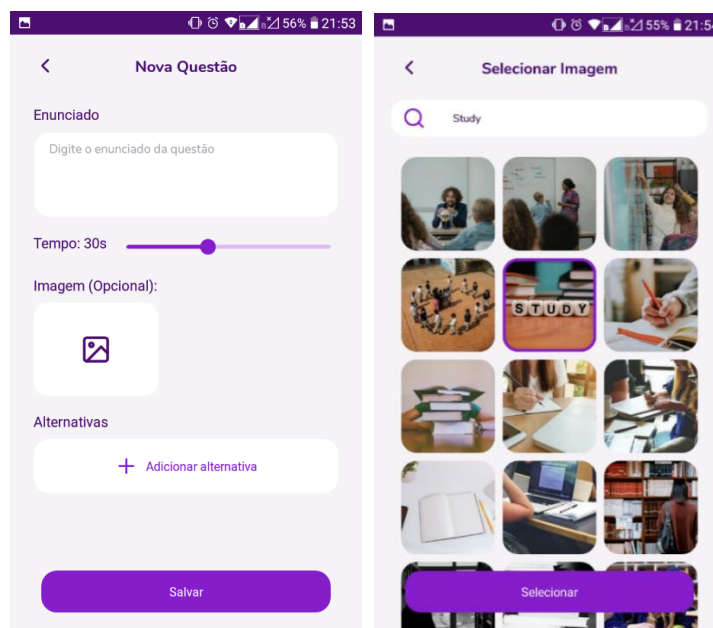 56% 21:53
Nova Questão
Enunciado
Digite o enunciado da questão
Tempo: 30s
Imagem (Opcional):
Alternativas
+ Adicionar alternativa
Salvar
55%
Selecionar Imagem
Study
STUDY
Selecionar